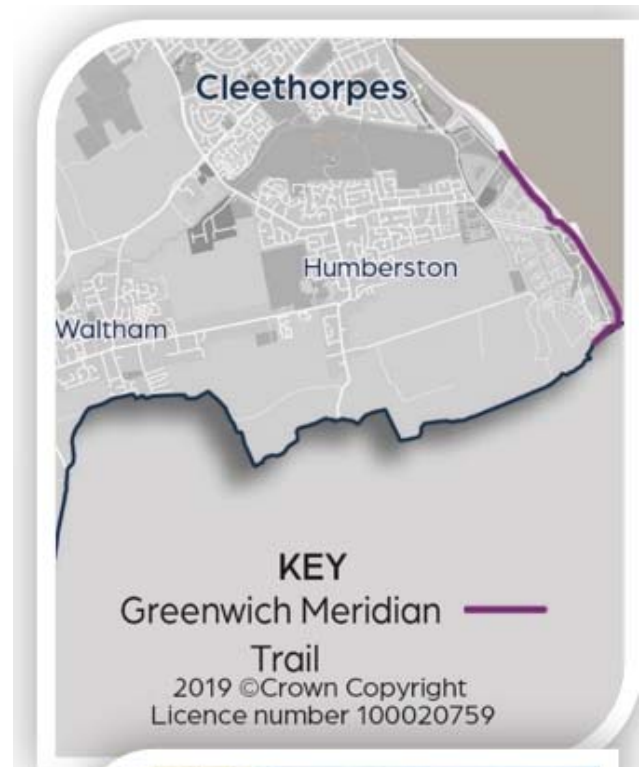 Cleethorpes
Humberston
Waltham
KEY
Greenwich Meridian
Trail
2019 ©Crown Copyright
Licence number 100020759